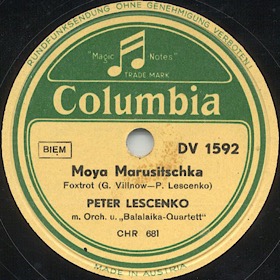 RUNDFUNKSENDUNG OHNE GENEHMIGUNG VERBOTEN!
"Magic Notes"
TRADE MARK
Columbia
BIEM
DV 1592
Moya Marusitschka
Foxtrot (G. Villnow—P. Lescenko)
PETER LESCENKO
m. Orch. u. „Balalaika-Quartett"
CHR 681
MADE IN AUSTRIA